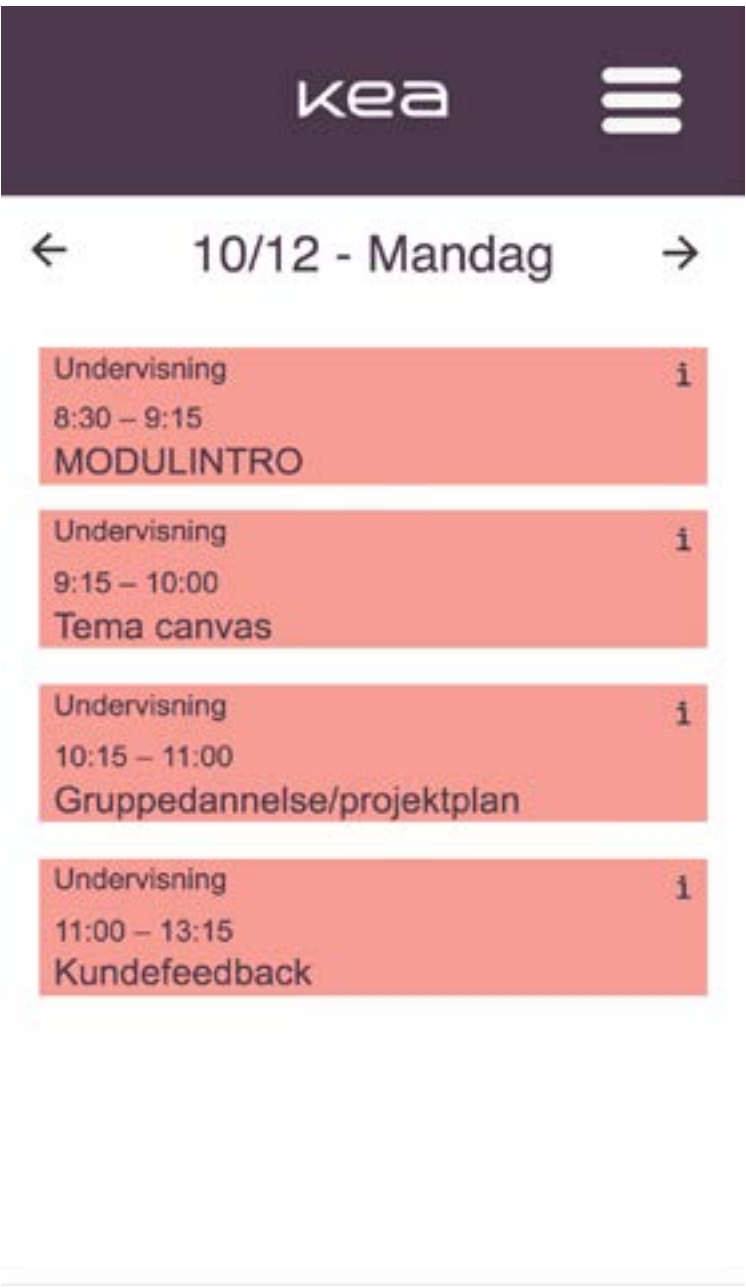 kea
10/12 - Mandag
Undervisning
8:30 – 9:15
MODULINTRO
Undervisning
9:15 – 10:00
Tema canvas
Undervisning
10:15 – 11:00
Gruppedannelse/projektplan
Undervisning
11:00 – 13:15
Kundefeedback